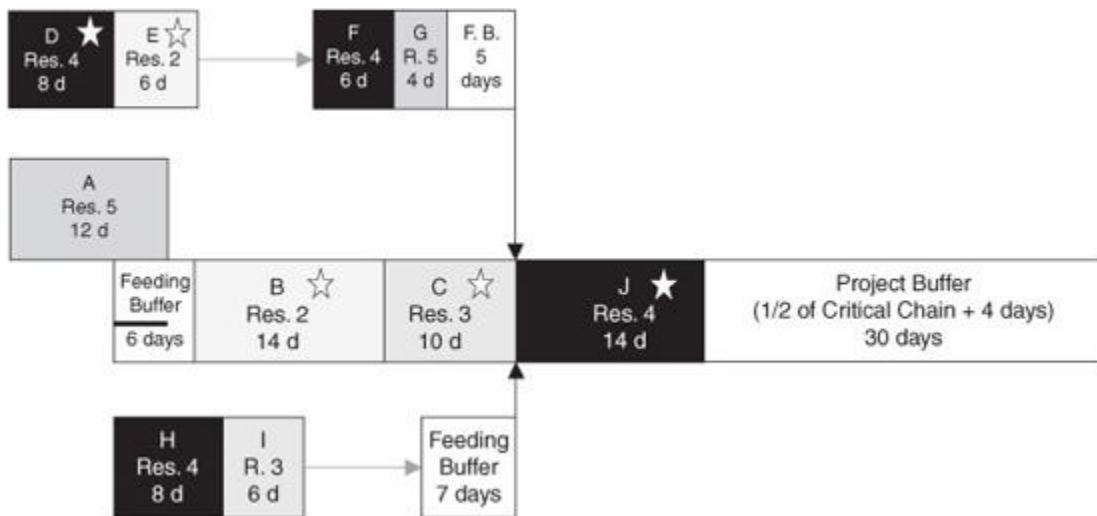 D
Res. 4
8 d
E
Res. 2
6 d
F
Res. 4
6 d
G
R. 5
4 d
F. B.
5
days
A
Res. 5
12 d
Feeding
Buffer
6 days
B
Res. 2
14 d
C
Res. 3
10 d
J
Res. 4
14 d
Project Buffer
(1/2 of Critical Chain + 4 days)
30 days
H
Res. 4
8 d
I
R. 3
6 d
Feeding
Buffer
7 days